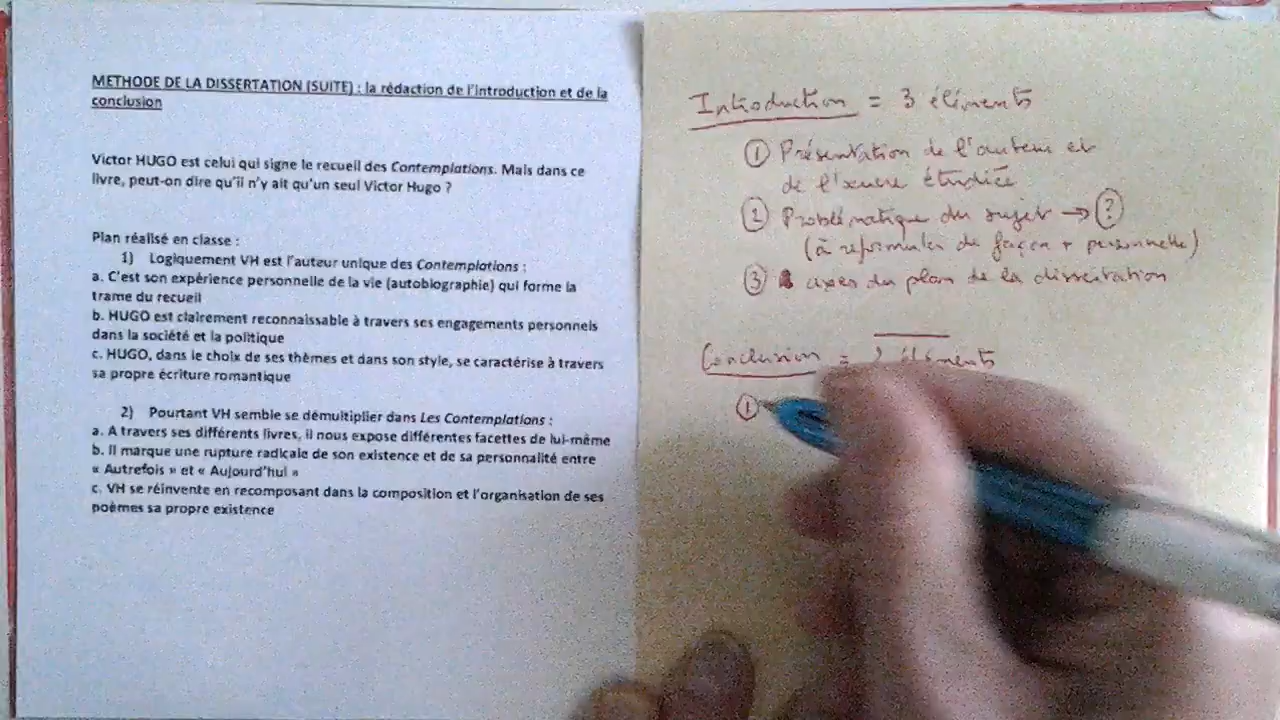 METHODE DE LA DISSERTATION (SUITE) : la rédaction de l'introduction et de la
conclusion
Victor HUGO est celui qui signe le recueil des Contemplations. Mais dans ce
livre, peut-on dire qu'il n'y ait qu'un seul Victor Hugo ?
Plan réalisé en classe :
1) Logiquement VH est l'auteur unique des Contemplations :
a. C'est son expérience personnelle de la vie (autobiographie) qui forme la
trame du recueil
b. HUGO est clairement reconnaissable à travers ses engagements personnels
dans la société et la politique
c. HUGO, dans le choix de ses thèmes et dans son style, se caractérise à travers
sa propre écriture romantique
2) Pourtant VH semble se démultiplier dans Les Contemplations :
a. A travers ses différents livres, il nous expose différentes facettes de lui-même
b. Il marque une rupture radicale de son existence et de sa personnalité entre
« Autrefois » et « Aujourd'hui »
c. VH se réinvente en recomposant dans la composition et l'organisation de ses
poèmes sa propre existence
Introduction = 3 éléments
① Présentation de l'auteur et
de l'œuvre étudiée
② Problématique du sujet → ?
(à reformuler de façon + personnelle)
③ axes du plan de la dissertation
Conclusion = éléments
①